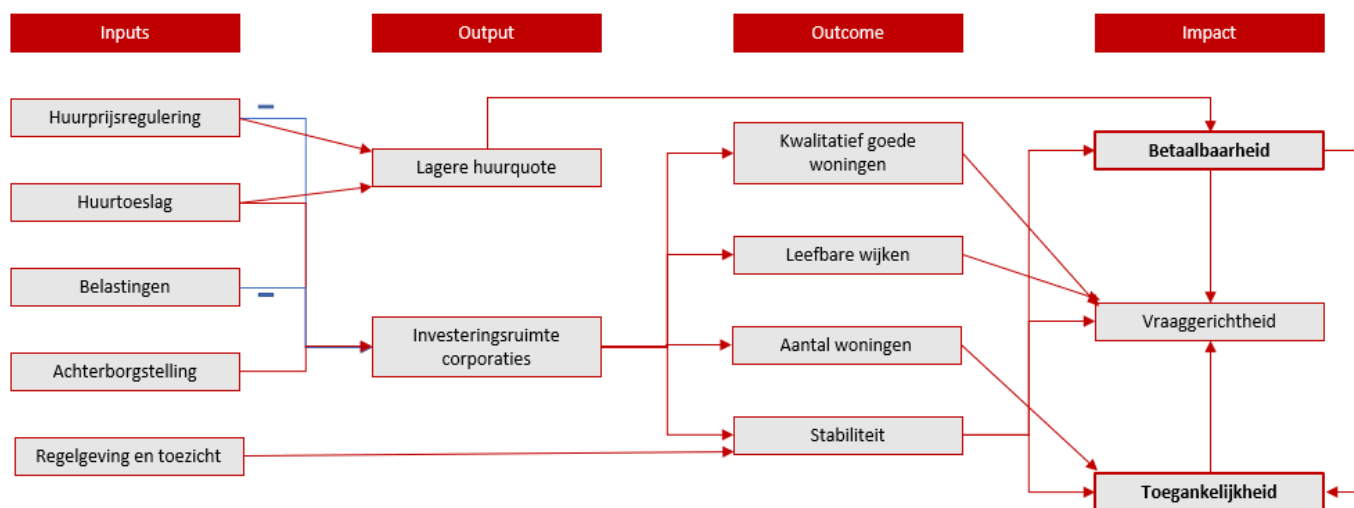 Inputs
Output
Outcome
Impact
Huurprijsregulering
Huurtoeslag
Belastingen
Achterborgstelling
Regelgeving en toezicht
Lagere huurquote
Investeringsruimte
corporaties
Kwalitatief goede
woningen
Leefbare wijken
Aantal woningen
Stabiliteit
Betaalbaarheid
Vraaggerichtheid
Toegankelijkheid